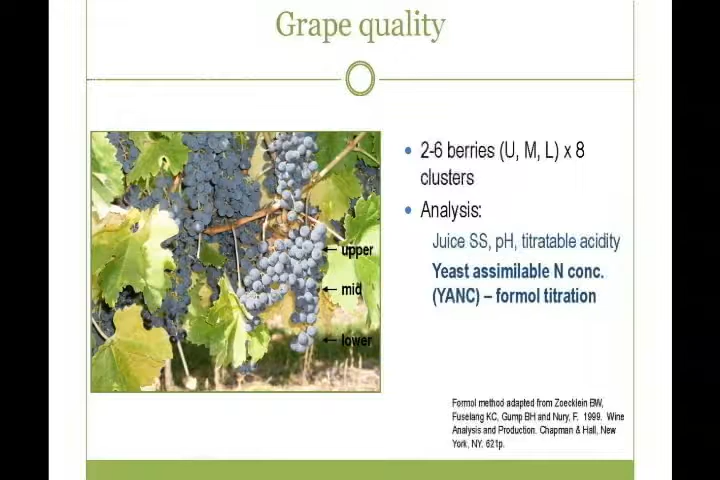 Grape quality
upper
mid
lower
• 2-6 berries (U, M, L) x 8
clusters
• Analysis:
Juice SS, pH, titratable acidity
Yeast assimilable N conc.
(YANC) – formol titration
Formol method adapted from Zoecklein BW,
Fuselang KC, Gump BH and Nury, F. 1999. Wine
Analysis and Production. Chapman & Hall, New
York, NY. 621p.